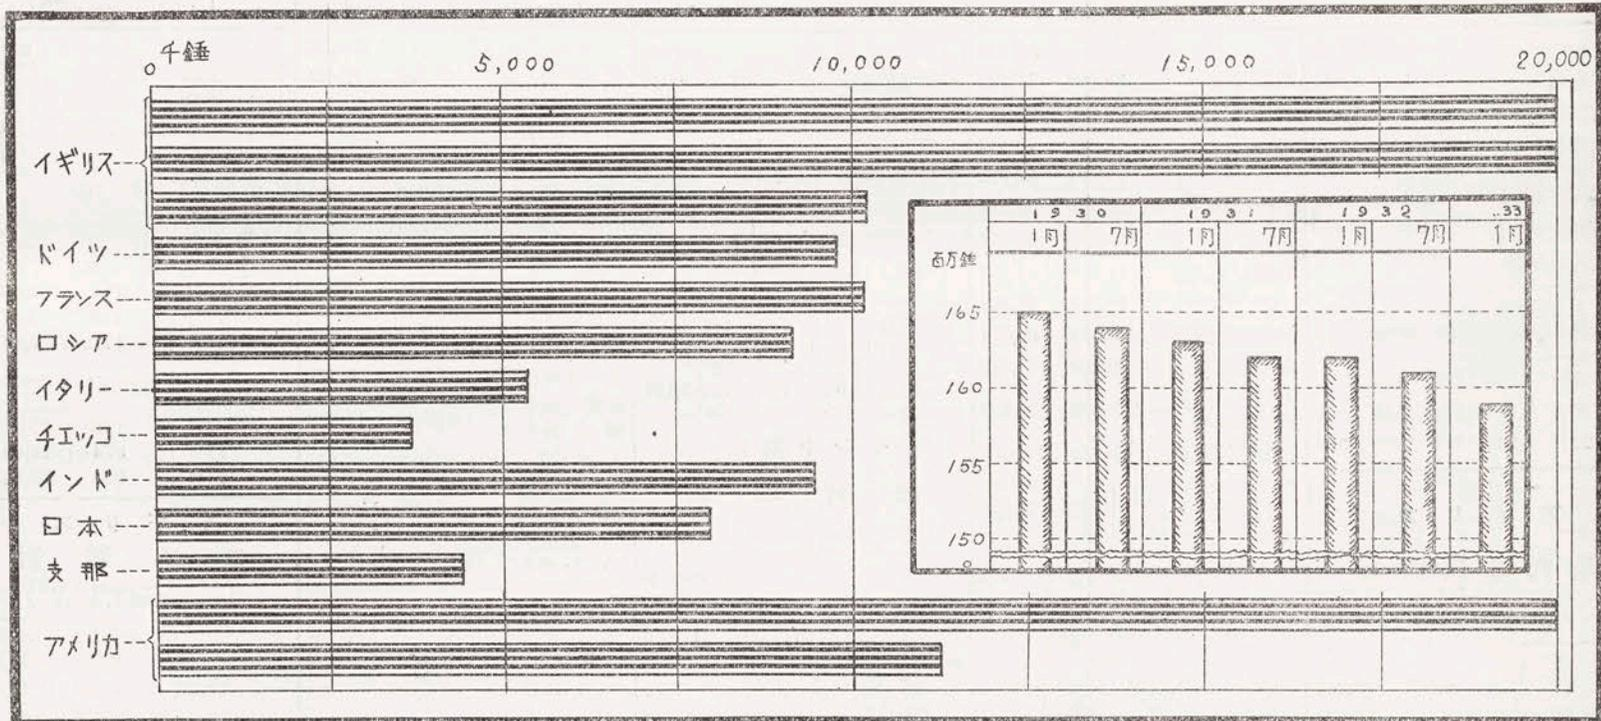 千錘
0 5,000 10,000 15,000 20,000
イギリス
ドイツ
フランス
ロシア
イタリー
チエッコ
インド
日本
支那
アメリカ
1930 1931 1932 ..33
1月 7月 1月 7月 1月 7月 1月
百万錘
165
160
155
150
0